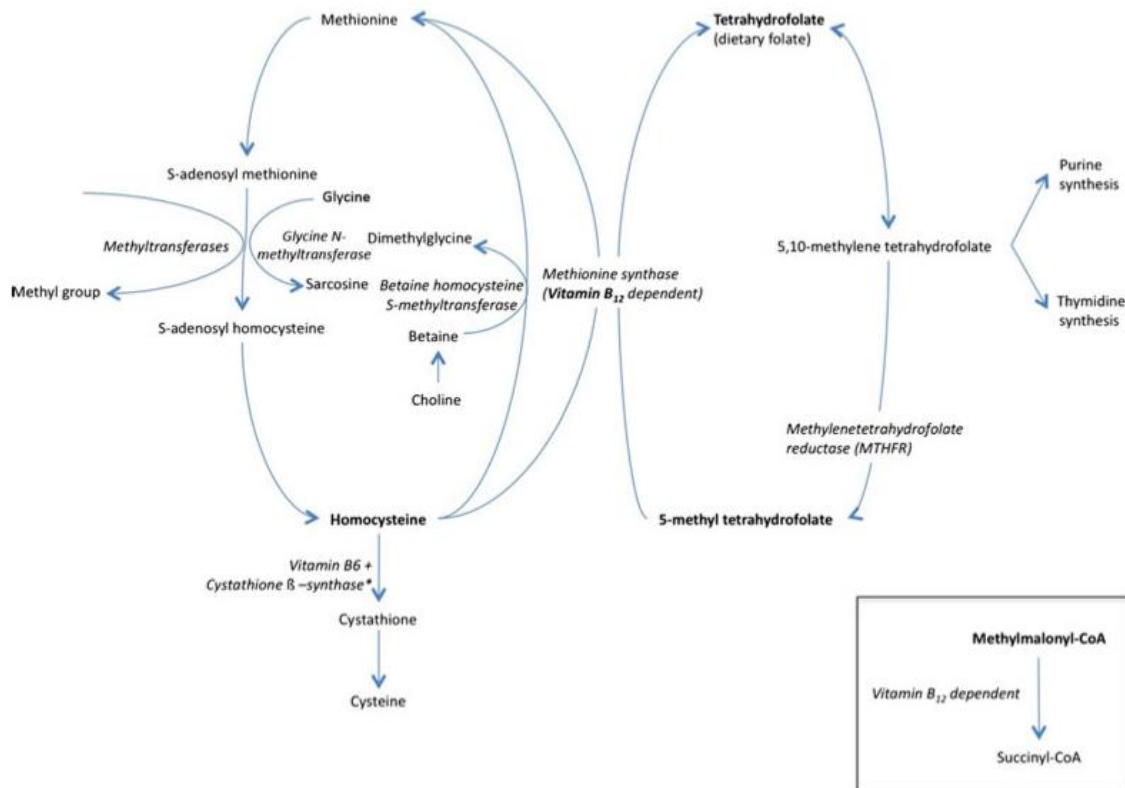 Methionine
Tetrahydrofolate
(dietary folate)
S-adenosyl methionine
Glycine
Methyltransferases
Glycine N-
methyltransferase
Dimethylglycine
Sarcosine
Methyl group
Betaine homocysteine
S-methyltransferase
Methionine synthase
(Vitamin B12 dependent)
5,10-methylene tetrahydrofolate
Purine
synthesis
Thymidine
synthesis
S-adenosyl homocysteine
Betaine
Choline
Methylenetetrahydrofolate
reductase (MTHFR)
Homocysteine
5-methyl tetrahydrofolate
Vitamin B6 +
Cystathione ß –synthase*
Cystathione
Cysteine
Methylmalonyl-CoA
Vitamin B12 dependent
Succinyl-CoA